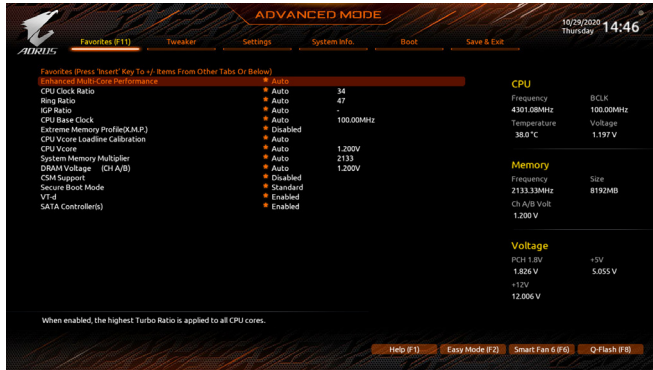 ADVANCED MODE
10/29/2020 Thursday 14:46
AORUS
Favorites (F11) Tweaker Settings System Info. Boot Save & Exit
Favorites (Press 'Insert' Key To +/- Items From Other Tabs Or Below)
Enhanced Multi-Core Performance Auto
CPU Clock Ratio Auto 34
Ring Ratio Auto 47
IGP Ratio Auto -
CPU Base Clock Auto 100.00MHz
Extreme Memory Profile(X.M.P.) Disabled
CPU Vcore Loadline Calibration Auto
CPU Vcore Auto 1.200V
System Memory Multiplier Auto 2133
DRAM Voltage (CH A/B) Auto 1.200V
CSM Support Disabled
Secure Boot Mode Standard
VT-d Enabled
SATA Controller(s) Enabled
CPU
Frequency BCLK
4301.08MHz 100.00MHz
Temperature Voltage
38.0 °C 1.197 V
Memory
Frequency Size
2133.33MHz 8192MB
Ch A/B Volt
1.200 V
Voltage
PCH 1.8V +5V
1.826 V 5.055 V
+12V
12.006 V
When enabled, the highest Turbo Ratio is applied to all CPU cores.
Help (F1) Easy Mode (F2) Smart Fan 6 (F6) Q-Flash (F8)